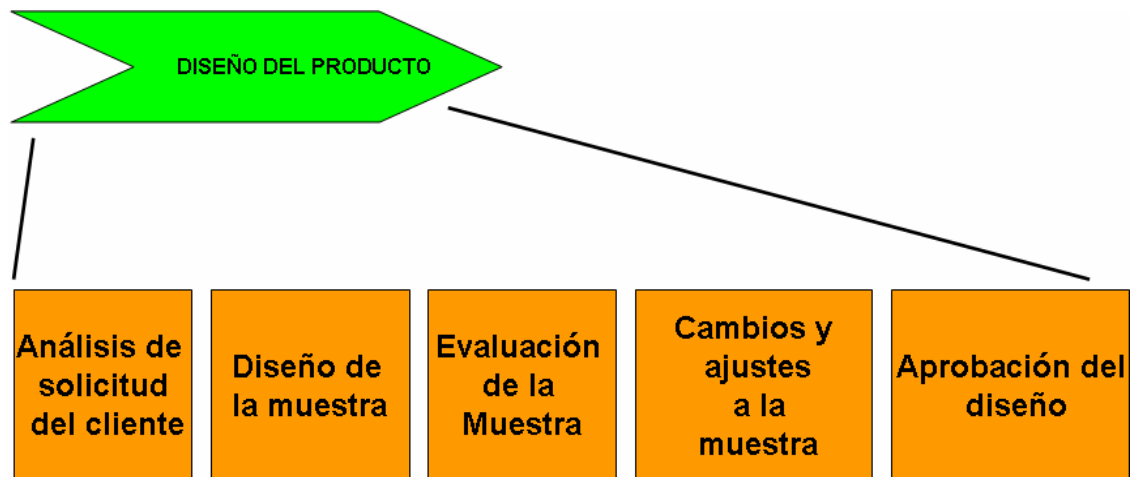 DISEÑO DEL PRODUCTO
Análisis de
solicitud
del cliente
Diseño de
la muestra
Evaluación
de la
Muestra
Cambios y
ajustes
a la
muestra
Aprobación del
diseño